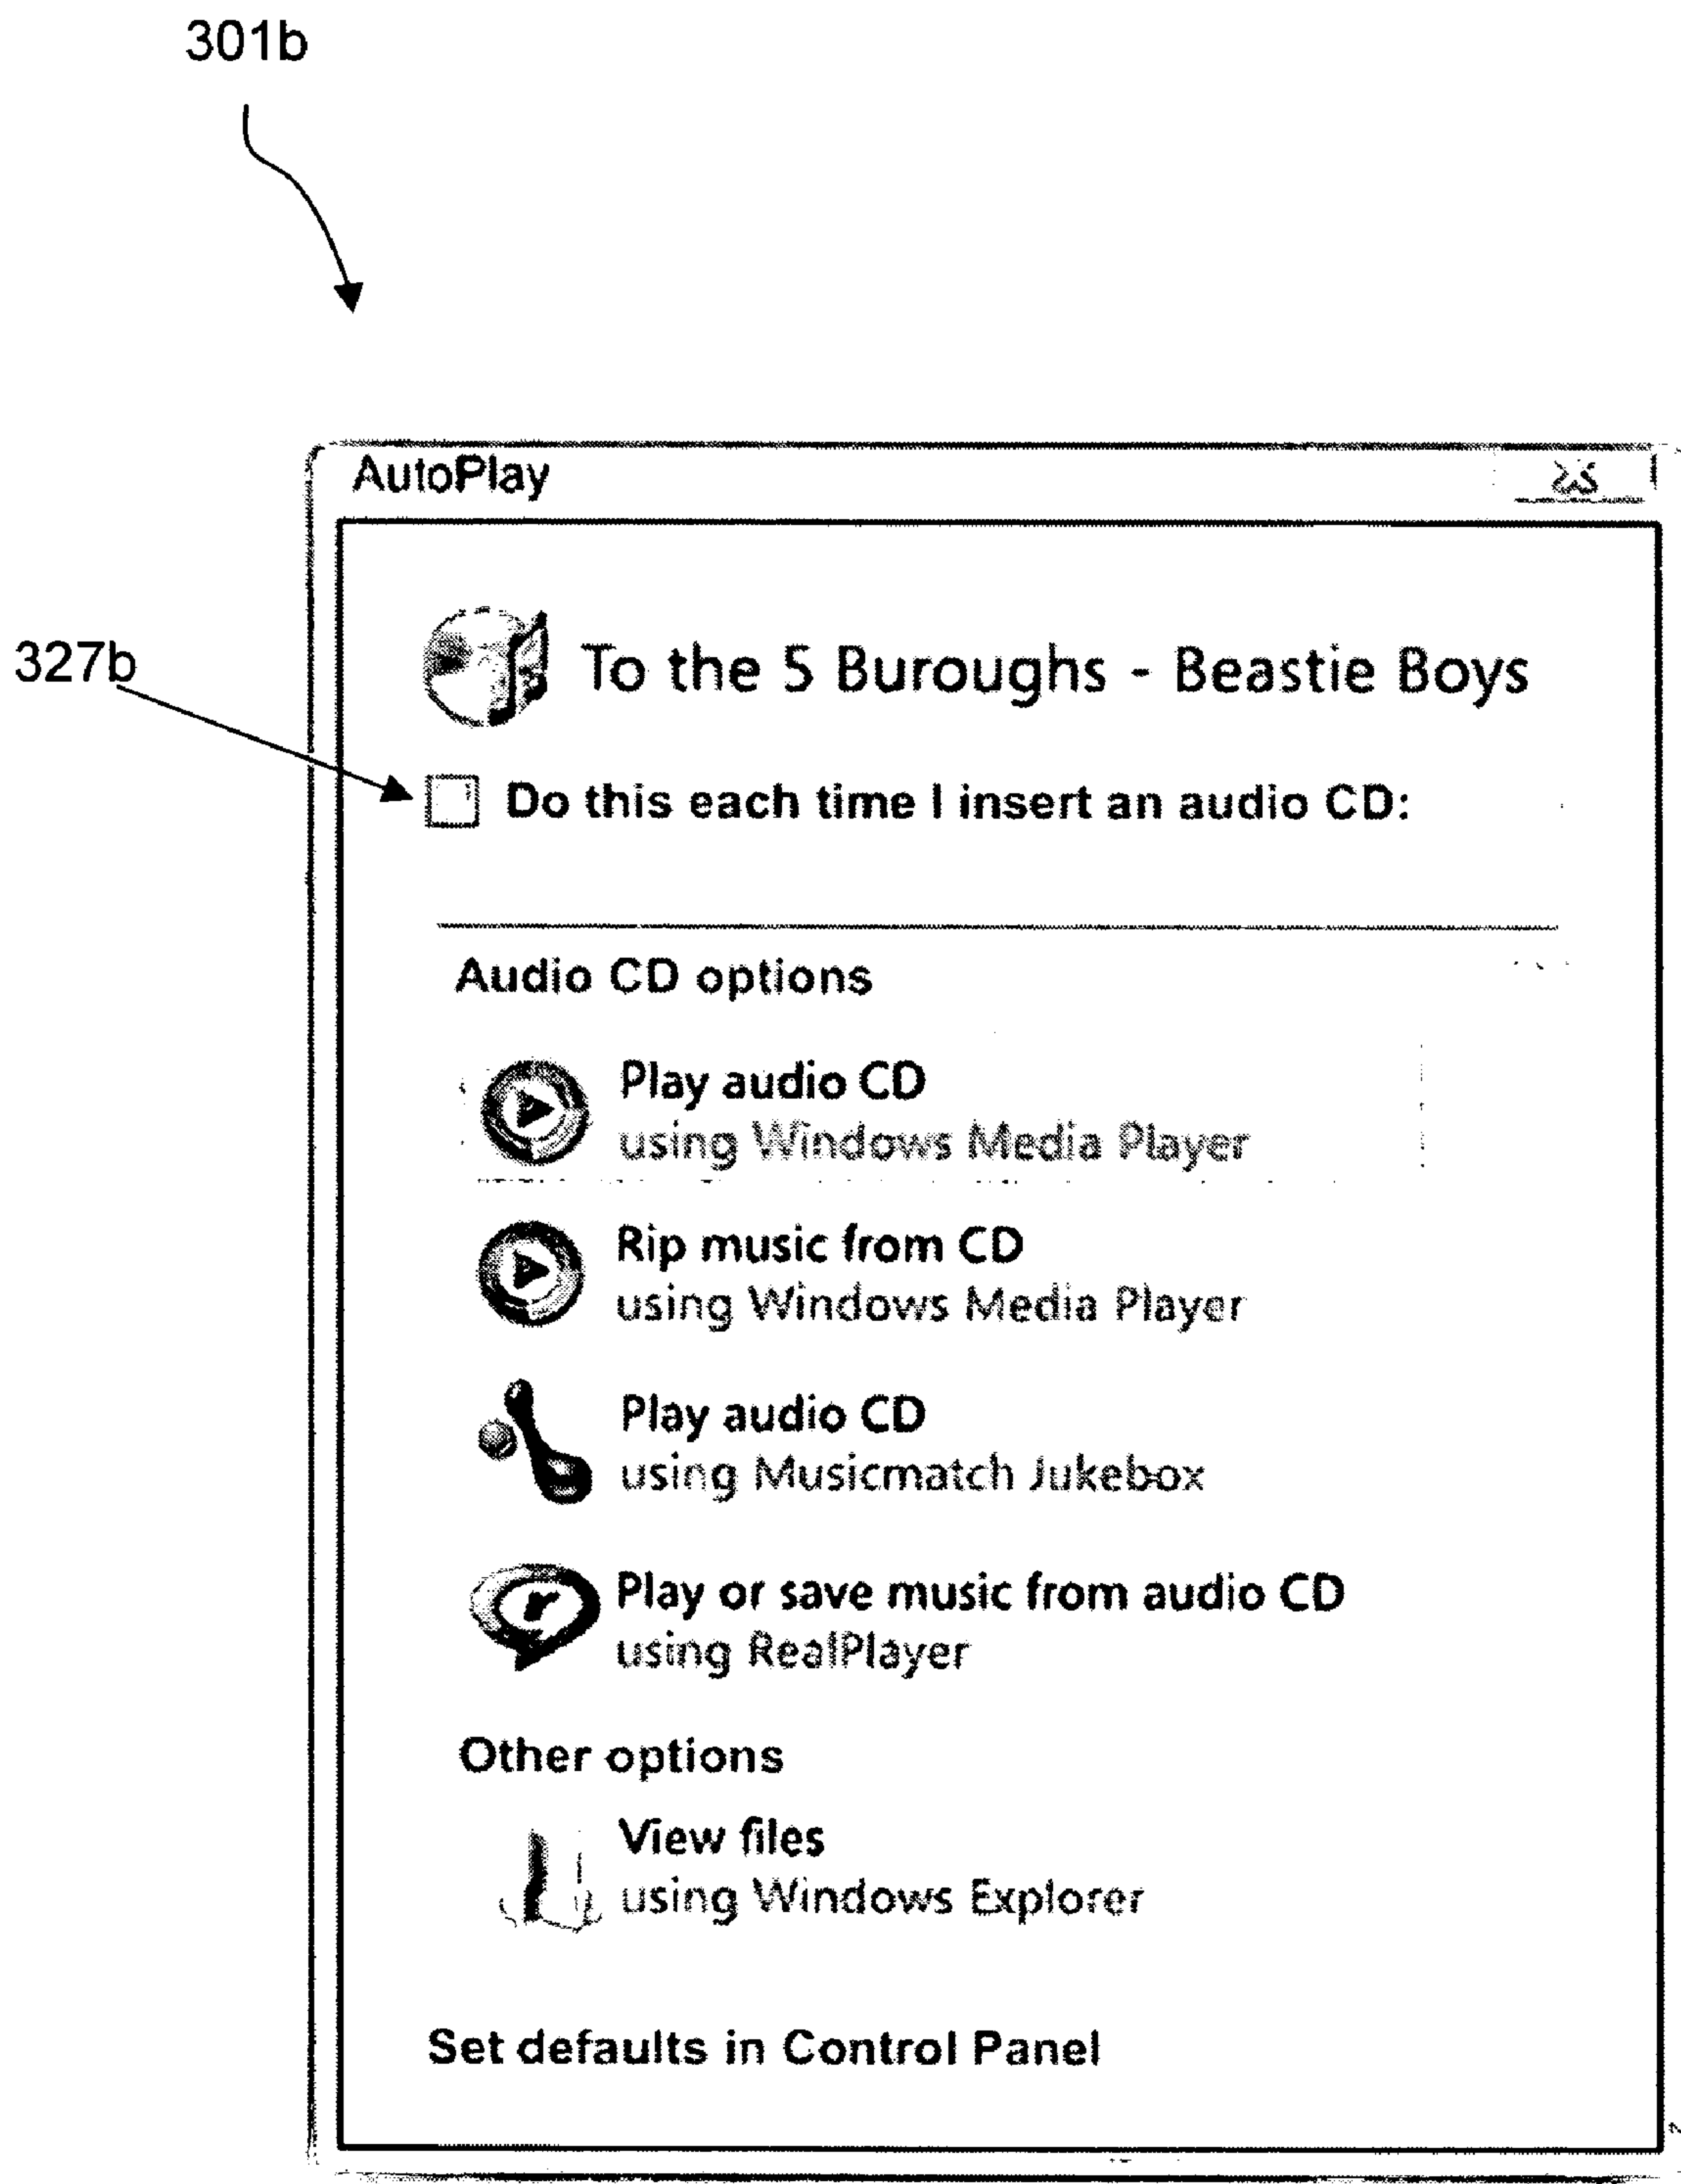 301b
AutoPlay
327b
To the 5 Buroughs - Beastie Boys
Do this each time I insert an audio CD:
Audio CD options
Play audio CD
using Windows Media Player
Rip music from CD
using Windows Media Player
Play audio CD
using Musicmatch Jukebox
r
Play or save music from audio CD
using RealPlayer
Other options
View files
using Windows Explorer
Set defaults in Control Panel